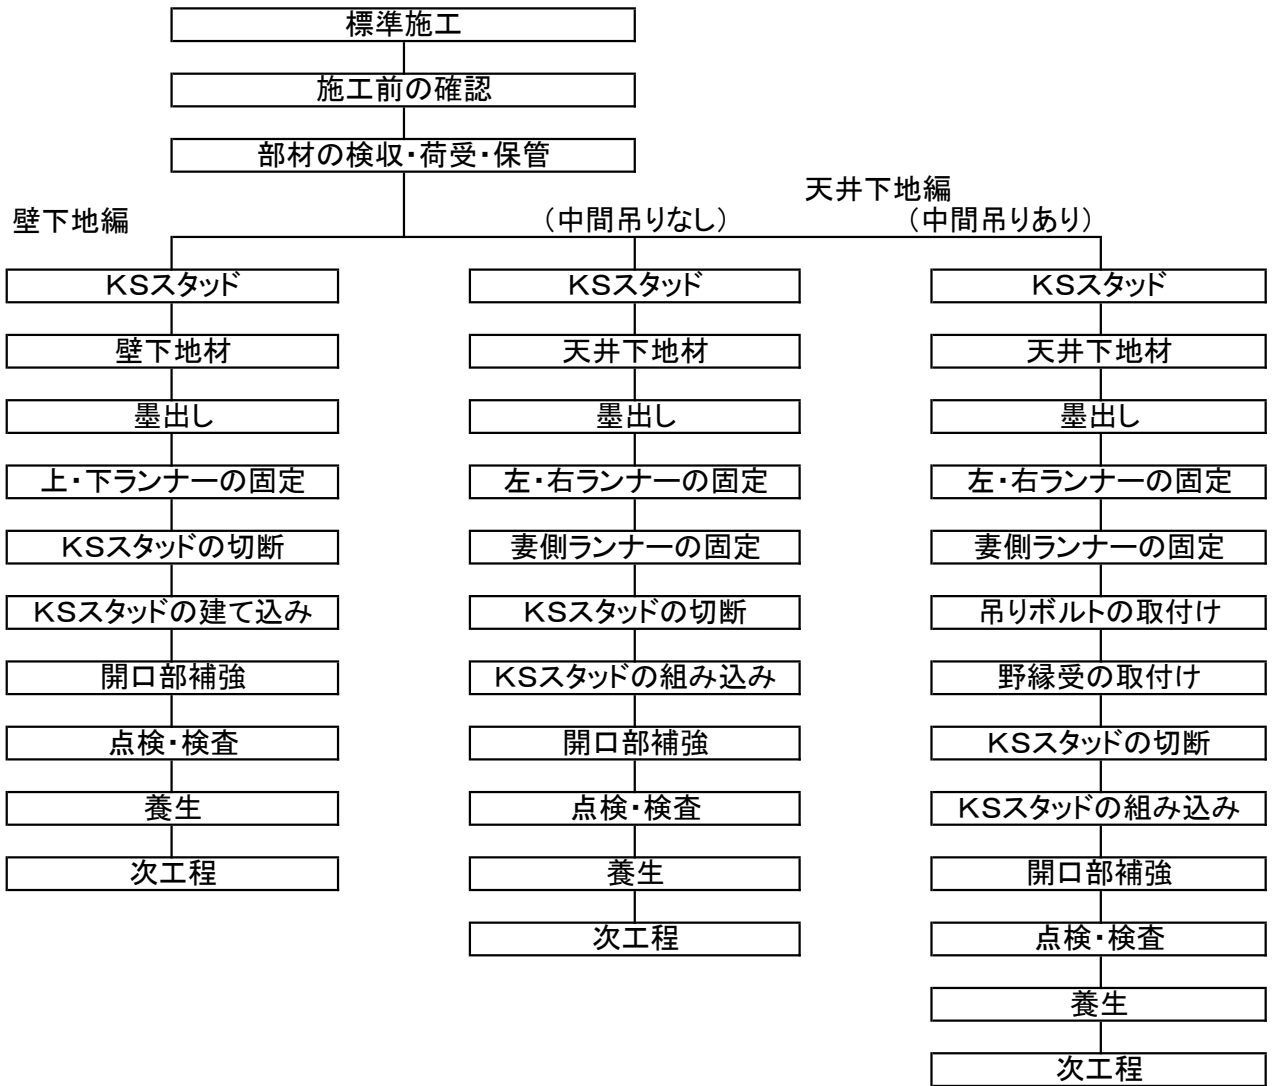 標準施工
施工前の確認
部材の検収・荷受・保管
壁下地編
KSスタッド
壁下地材
墨出し
上・下ランナーの固定
KSスタッドの切断
KSスタッドの建て込み
開口部補強
点検・検査
養生
次工程
天井下地編
(中間吊りなし)
KSスタッド
天井下地材
墨出し
左・右ランナーの固定
妻側ランナーの固定
KSスタッドの切断
KSスタッドの組み込み
開口部補強
点検・検査
養生
次工程
(中間吊りあり)
KSスタッド
天井下地材
墨出し
左・右ランナーの固定
妻側ランナーの固定
吊りボルトの取付け
野縁受の取付け
KSスタッドの切断
KSスタッドの組み込み
開口部補強
点検・検査
養生
次工程